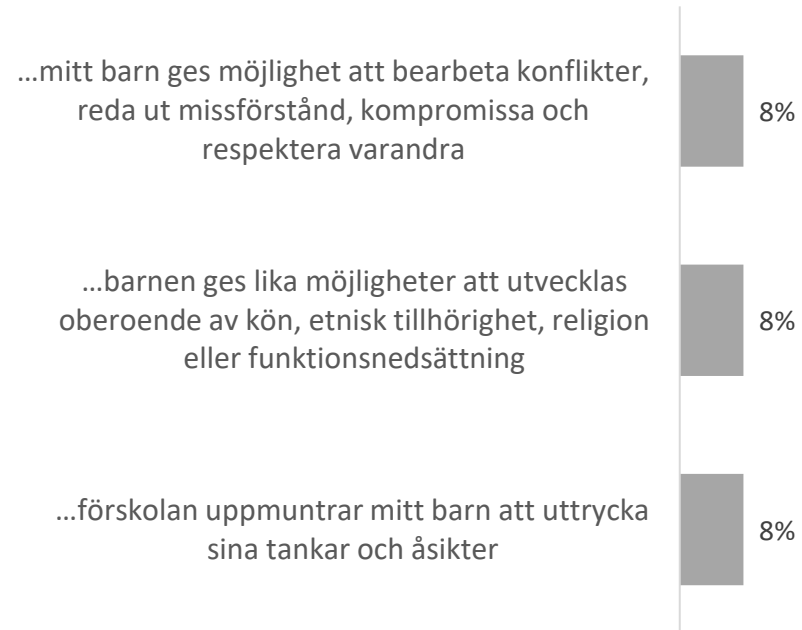 …mitt barn ges möjlighet att bearbeta konflikter,
reda ut missförstånd, kompromissa och
respektera varandra
8%
…barnen ges lika möjligheter att utvecklas
oberoende av kön, etnisk tillhörighet, religion
eller funktionsnedsättning
8%
…förskolan uppmuntrar mitt barn att uttrycka
sina tankar och åsikter
8%